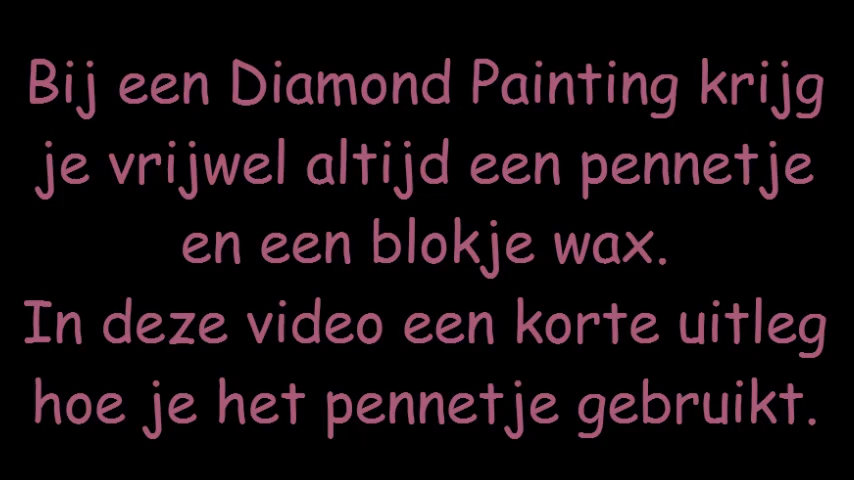 Bij een Diamond Painting krijg
je vrijwel altijd een pennetje
en een blokje wax.
In deze video een korte uitleg
hoe je het pennetje gebruikt.